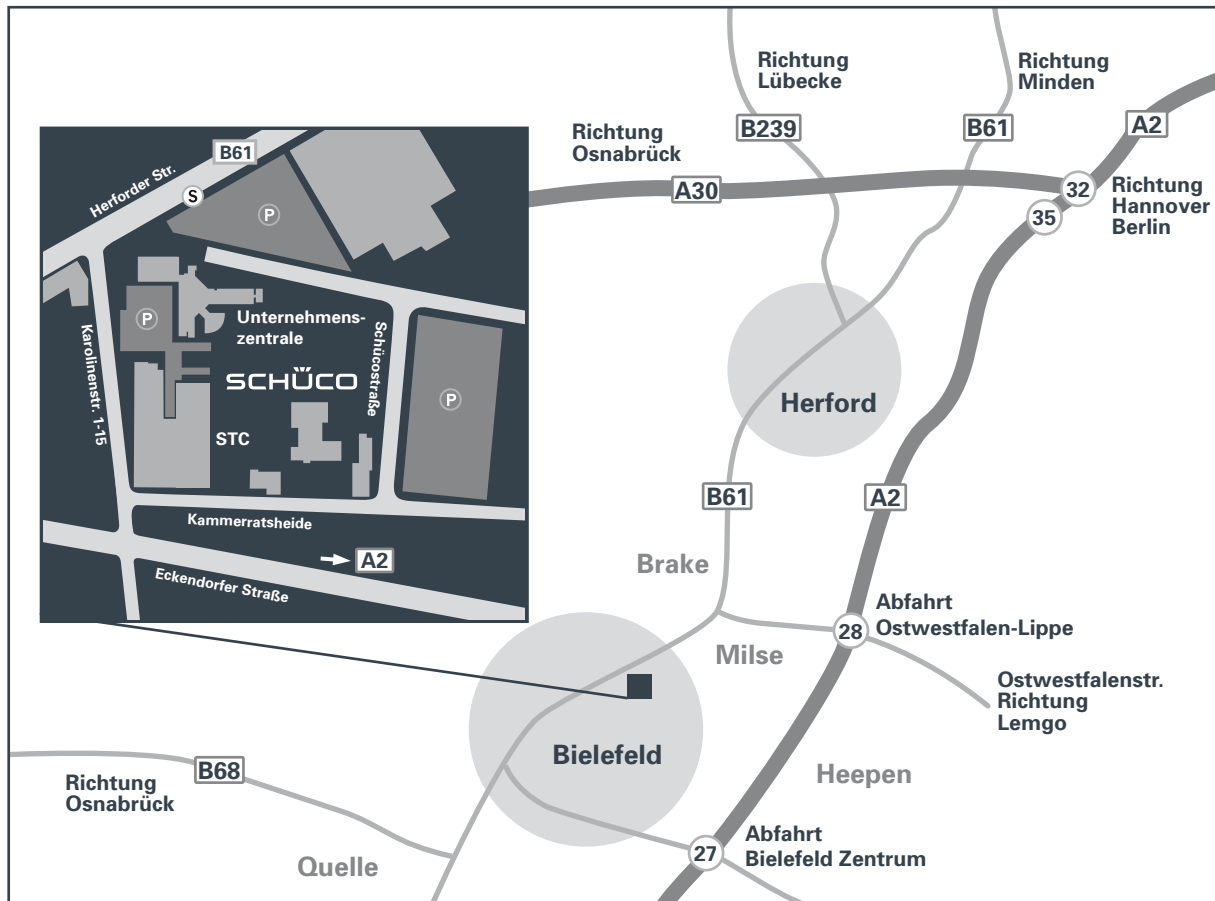 Richtung
Lübecke
Richtung
Minden
B239
B61
A2
Richtung
Osnabrück
A30
32
35
Richtung
Hannover
Berlin
B61
Herforder Str.
S
P
P
Unternehmens-
zentrale
SCHÜCO
Schücostraße
P
Karolinenstr. 1-15
STC
Kammerratsheide
A2
Eckendorfer Straße
Herford
B61
A2
Brake
Abfahrt
Ostwestfalen-Lippe
28
Milse
Ostwestfalenstr.
Richtung
Lemgo
Bielefeld
Heepen
B68
Richtung
Osnabrück
Quelle
27
Abfahrt
Bielefeld Zentrum